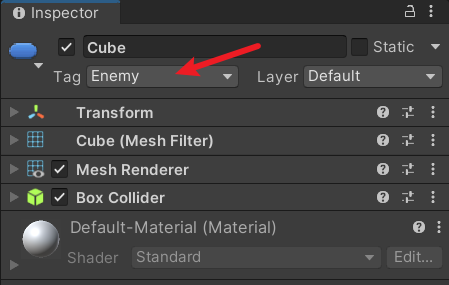 Inspector
Cube
Static
Tag Enemy Layer Default
Transform
Cube (Mesh Filter)
Mesh Renderer
Box Collider
Default-Material (Material)
Shader Standard Edit...